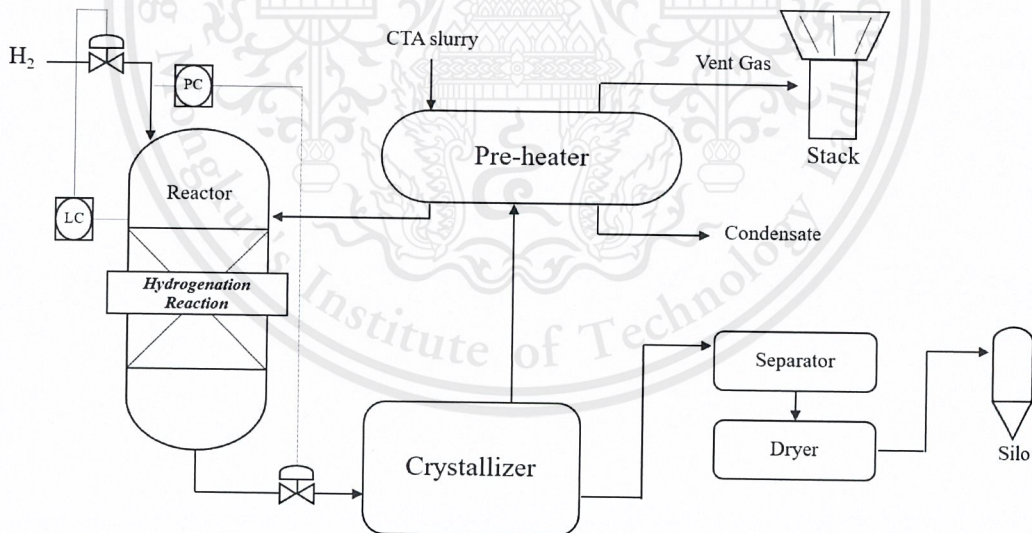 H₂
PC
CTA slurry
Vent Gas
Pre-heater
Stack
Reactor
LC
Condensate
Hydrogenation
Reaction
Separator
Dryer
Crystallizer
Silo
Institute of Technology